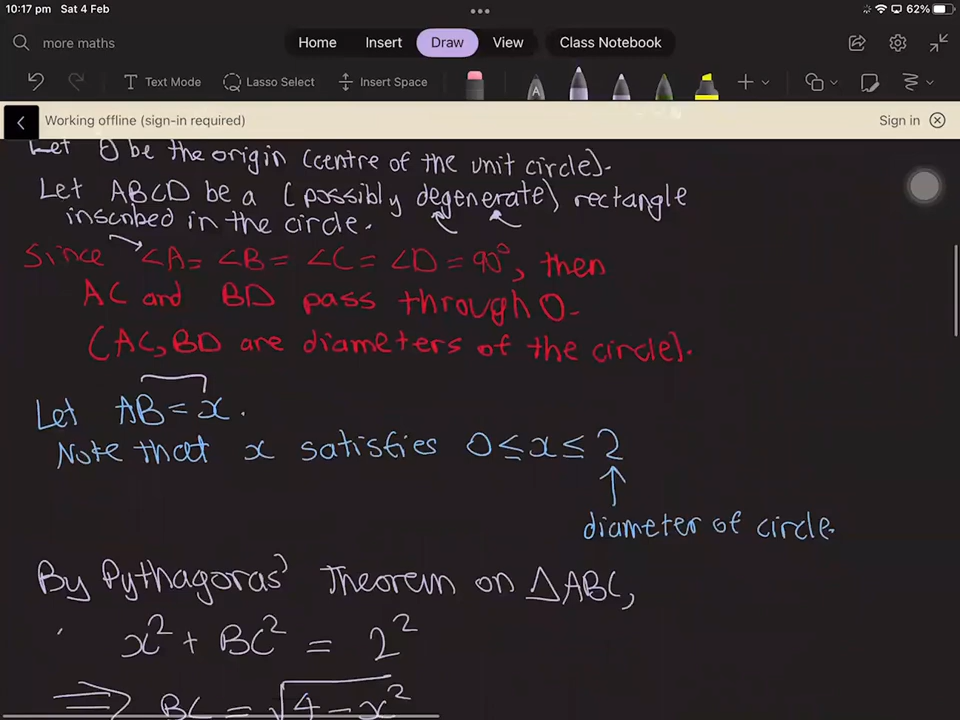 10:17 pm Sat 4 Feb 62%
more maths Home Insert Draw View Class Notebook
Text Mode Lasso Select Insert Space
Working offline (sign-in required) Sign in
Let O be the origin (centre of the unit circle).
Let ABCD be a (possibly degenerate) rectangle
inscribed in the circle.
Since ∠A = ∠B = ∠C = ∠D = 90°, then
AC and BD pass through O.
(AC, BD are diameters of the circle).
Let AB = x.
Note that x satisfies 0 ≤ x ≤ 2
↑
diameter of circle.
By Pythagoras' Theorem on △ABC,
x² + BC² = 2²
⟹ BC = √4 - x²